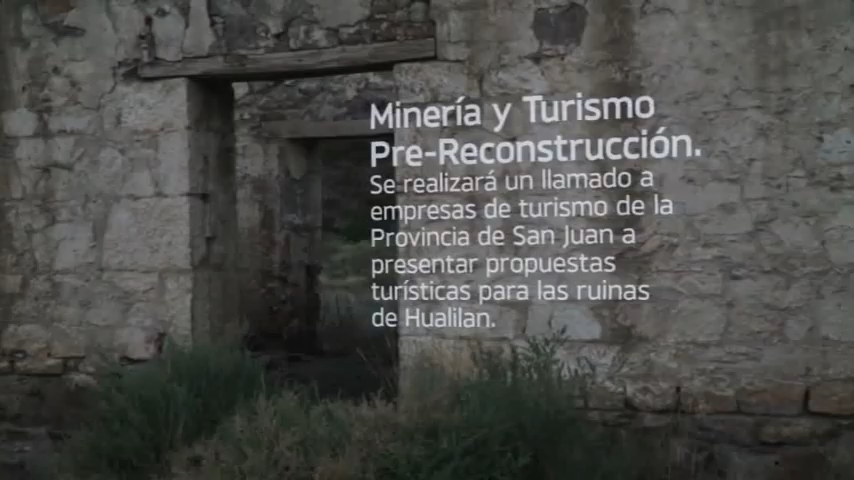 Minería y Turismo
Pre-Reconstrucción.
Se realizará un llamado a
empresas de turismo de la
Provincia de San Juan a
presentar propuestas
turísticas para las ruinas
de Hualilan.